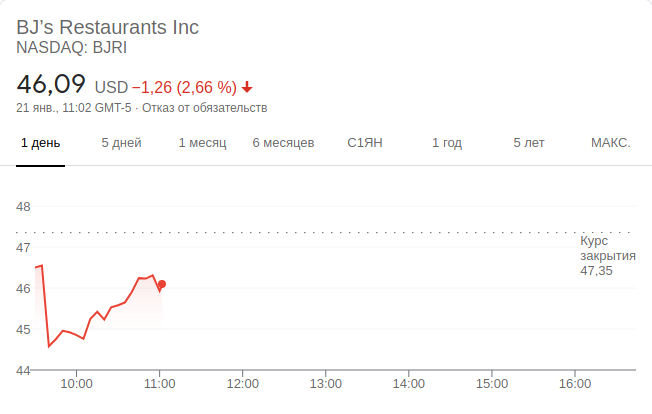 BJ’s Restaurants Inc
NASDAQ: BJRI
46,09 USD −1,26 (2,66 %)
21 янв., 11:02 GMT-5 · Отказ от обязательств
1 день 5 дней 1 месяц 6 месяцев С1ЯН 1 год 5 лет МАКС.
48
47
46
45
44
Курс
закрытия
47,35
10:00 11:00 12:00 13:00 14:00 15:00 16:00